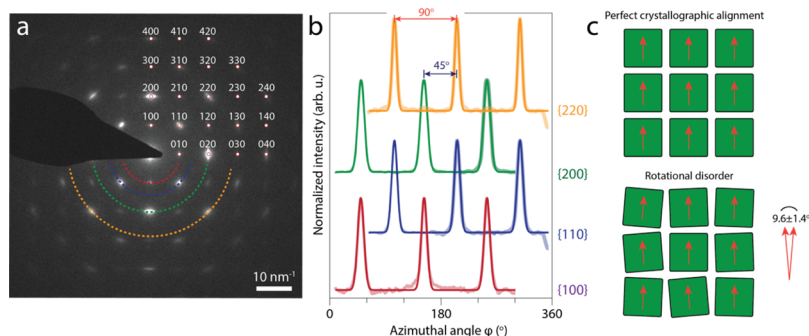 a
400 410 420
300 310 320 330
200 210 220 230 240
100 110 120 130 140
010 020 030 040
10 nm⁻¹
b
Normalized intensity (arb. u.)
90°
45°
{220}
{200}
{110}
{100}
0 180 360
Azimuthal angle φ (°)
c
Perfect crystallographic alignment
Rotational disorder
9.6±1.4°